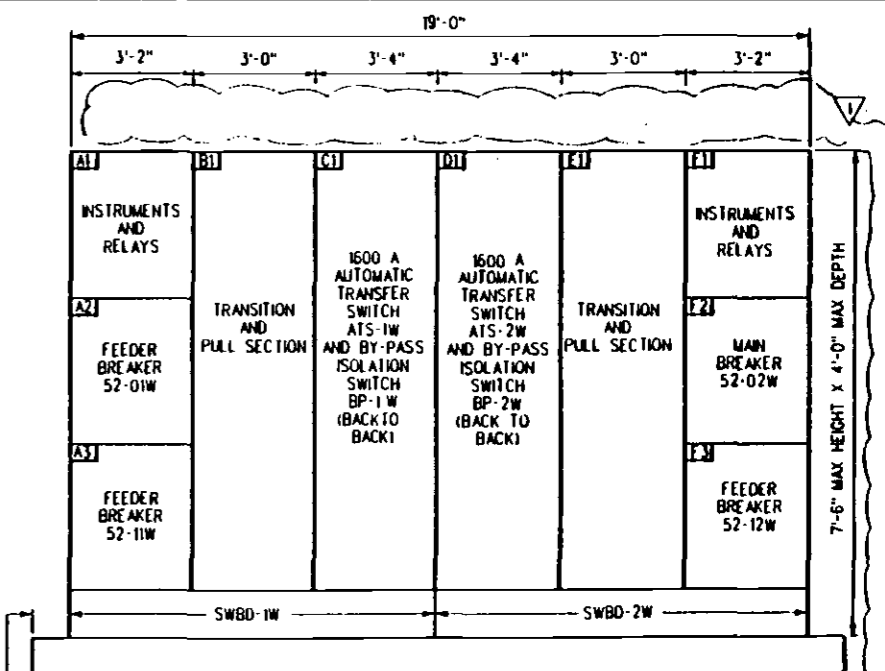 19'-0"
3'-2" 3'-0" 3'-4" 3'-4" 3'-0" 3'-2"
1
A1 B1 C1 D1 E1 F1
INSTRUMENTS
AND
RELAYS
A2
FEEDER
BREAKER
52-01W
A3
FEEDER
BREAKER
52-11W
TRANSITION
AND
PULL SECTION
1600 A
AUTOMATIC
TRANSFER
SWITCH
ATS-1W
AND BY-PASS
ISOLATION
SWITCH
BP-1W
(BACK TO
BACK)
1600 A
AUTOMATIC
TRANSFER
SWITCH
ATS-2W
AND BY-PASS
ISOLATION
SWITCH
BP-2W
(BACK TO
BACK)
TRANSITION
AND
PULL SECTION
INSTRUMENTS
AND
RELAYS
F2
MAIN
BREAKER
52-02W
F3
FEEDER
BREAKER
52-12W
7'-6" MAX HEIGHT X 4'-0" MAX DEPTH
SWBD-1W SWBD-2W